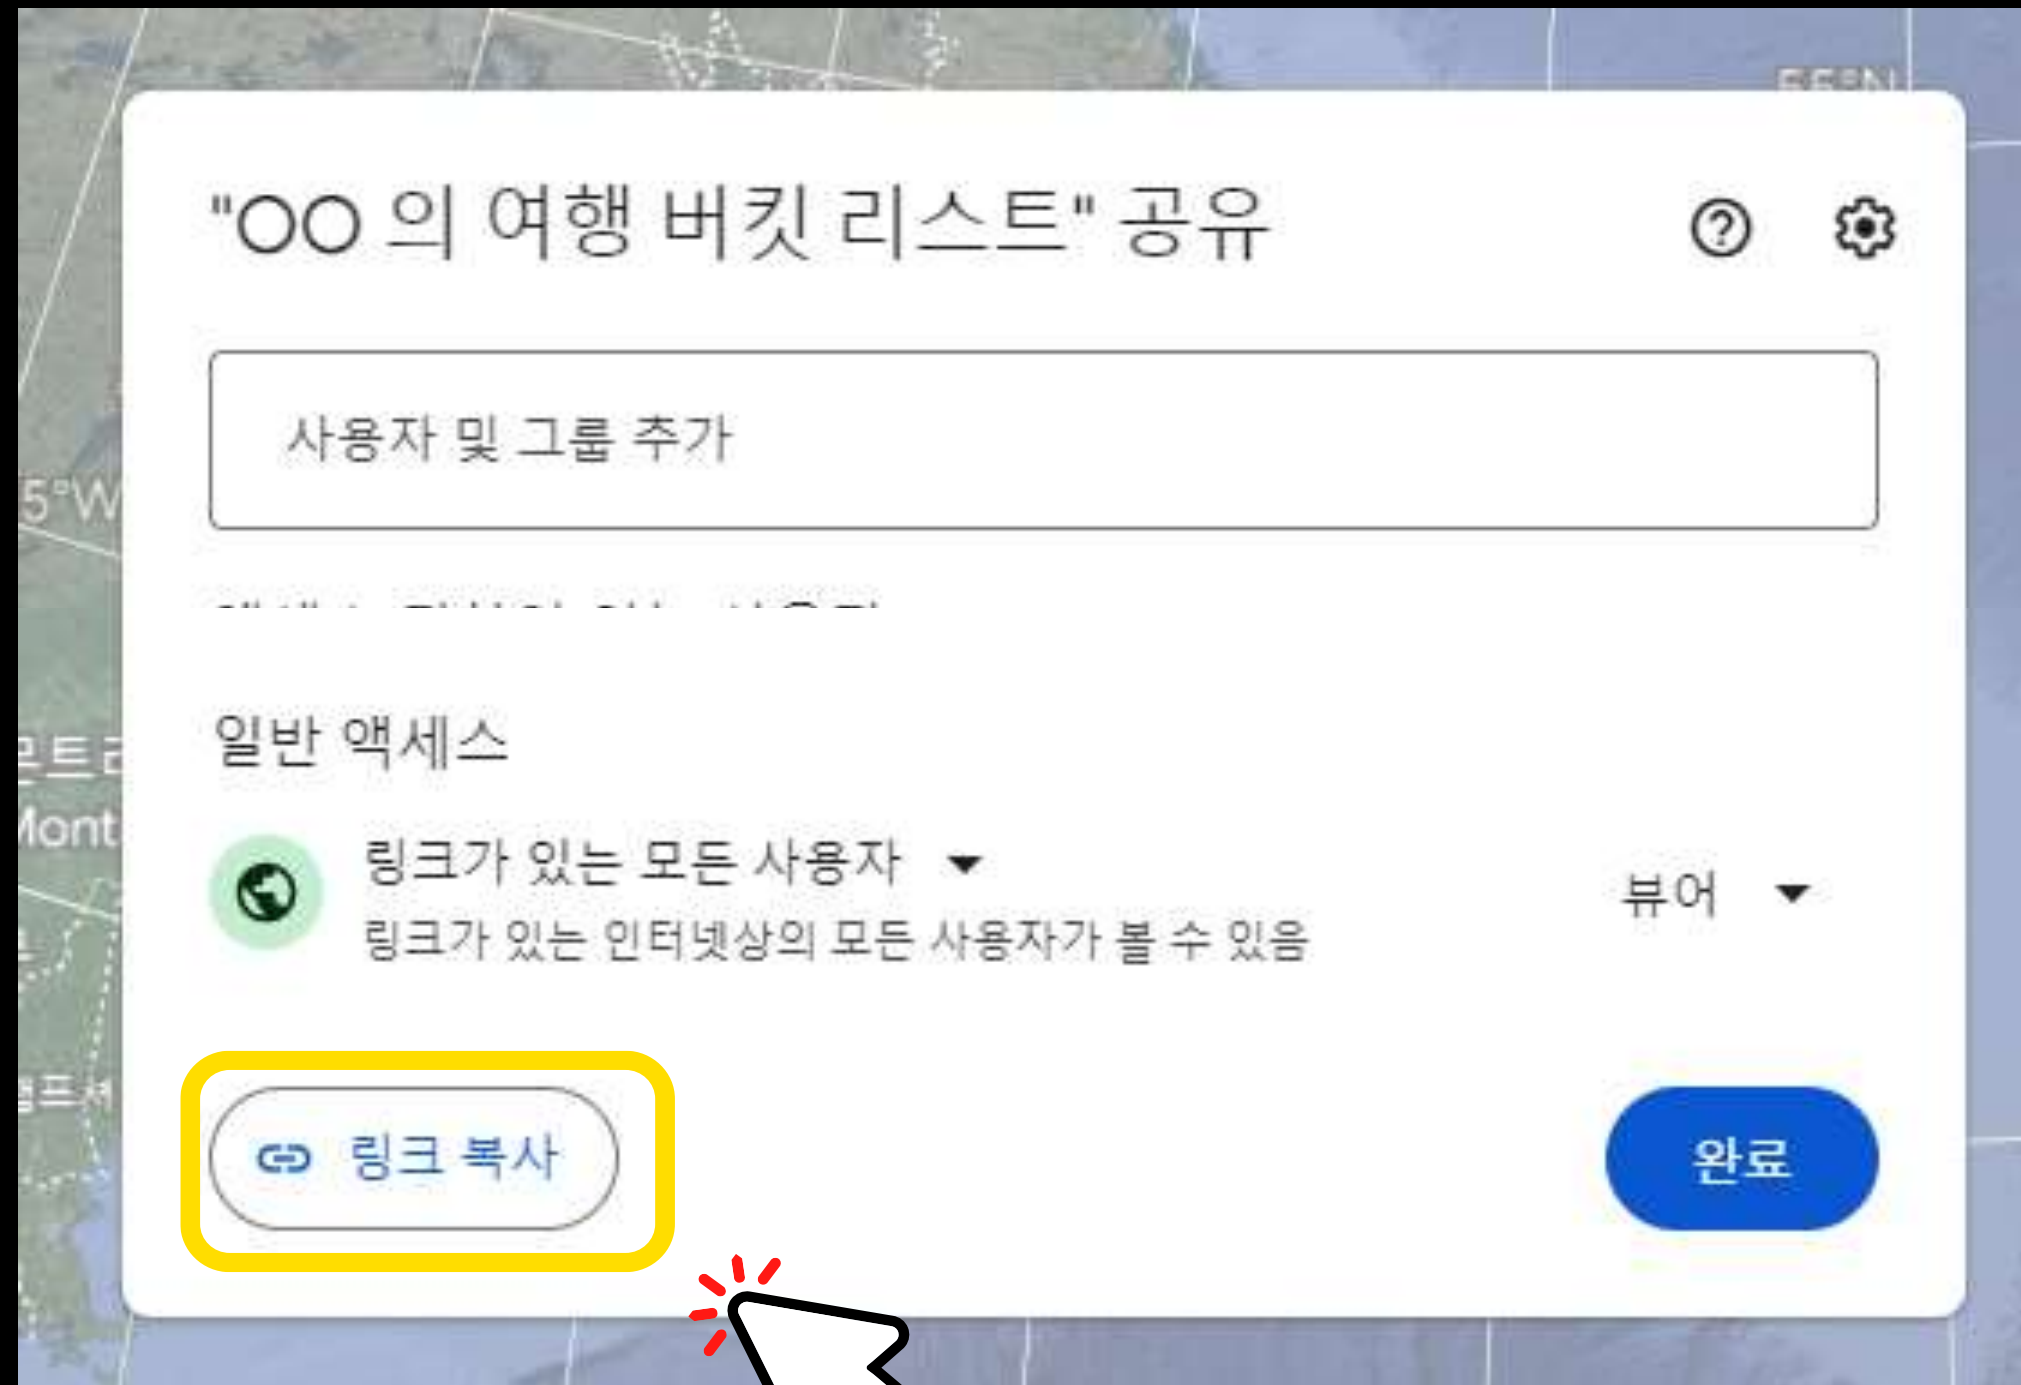 "OO 의 여행 버킷 리스트" 공유
사용자 및 그룹 추가
일반 액세스
링크가 있는 모든 사용자
링크가 있는 인터넷상의 모든 사용자가 볼 수 있음
뷰어
링크 복사
완료
55°N
5°W
Mont